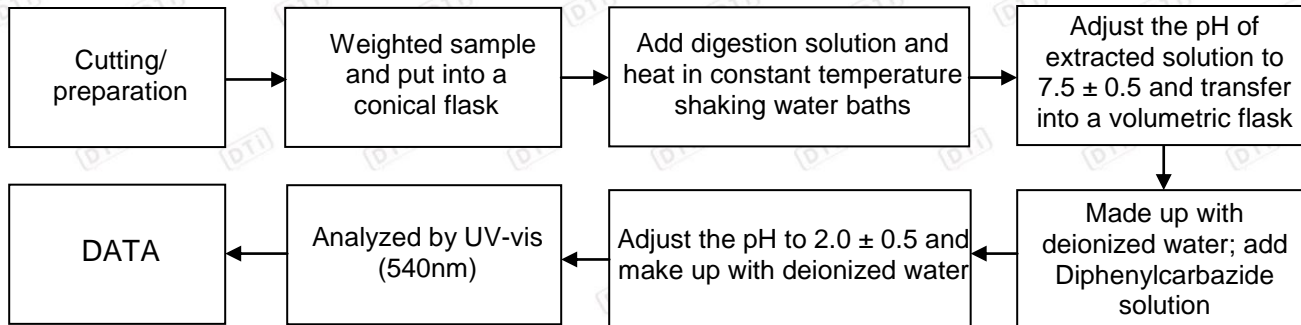 Cutting/
preparation
Weighted sample
and put into a
conical flask
Add digestion solution and
heat in constant temperature
shaking water baths
Adjust the pH of
extracted solution to
7.5 ± 0.5 and transfer
into a volumetric flask
Made up with
deionized water; add
Diphenylcarbazide
solution
Adjust the pH to 2.0 ± 0.5 and
make up with deionized water
Analyzed by UV-vis
(540nm)
DATA
DTi